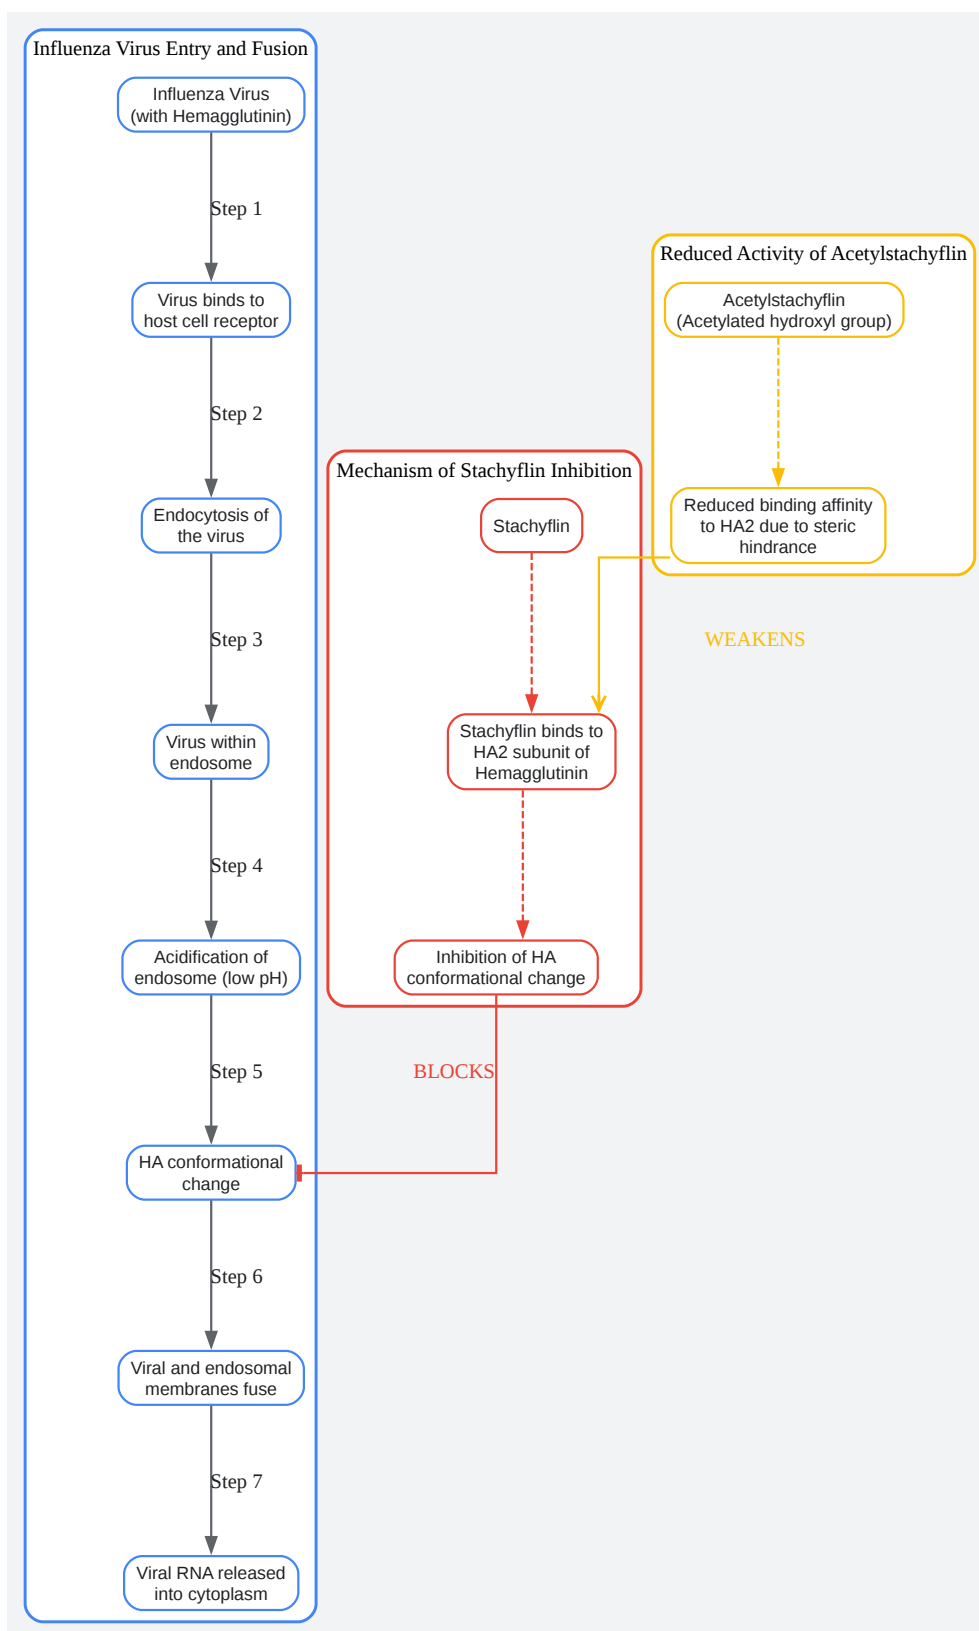 Influenza Virus Entry and Fusion
Influenza Virus
(with Hemagglutinin)
Step 1
Virus binds to
host cell receptor
Step 2
Endocytosis of
the virus
Step 3
Virus within
endosome
Step 4
Acidification of
endosome (low pH)
Step 5
HA conformational
change
Step 6
Viral and endosomal
membranes fuse
Step 7
Viral RNA released
into cytoplasm
Mechanism of Stachyflin Inhibition
Stachyflin
Stachyflin binds to
HA2 subunit of
Hemagglutinin
Inhibition of HA
conformational change
BLOCKS
Reduced Activity of Acetylstachyflin
Acetylstachyflin
(Acetylated hydroxyl group)
Reduced binding affinity
to HA2 due to steric
hindrance
WEAKENS